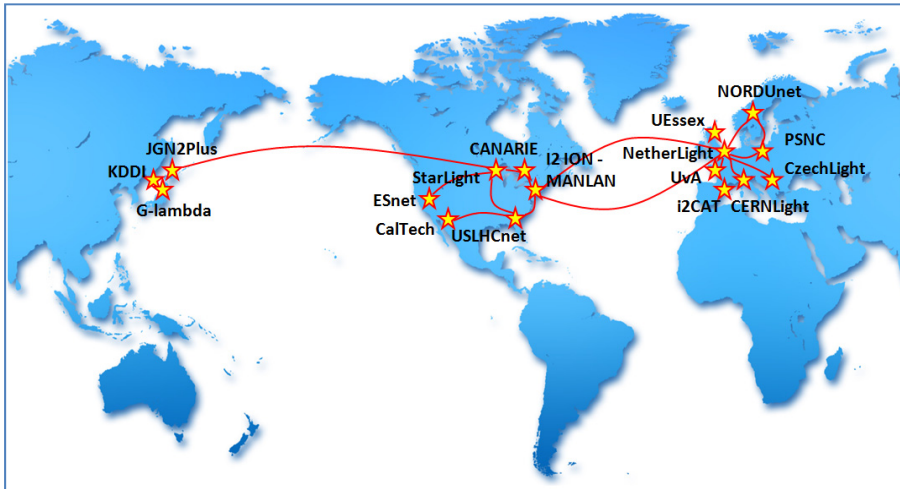 NORDUnet
UEssex
PSNC
JGN2Plus
CANARIE
I2 ION -
NetherLight
KDDI
StarLight
MANLAN
UvA
CzechLight
ESnet
i2CAT
CERNLight
G-lambda
CalTech
USLHCnet